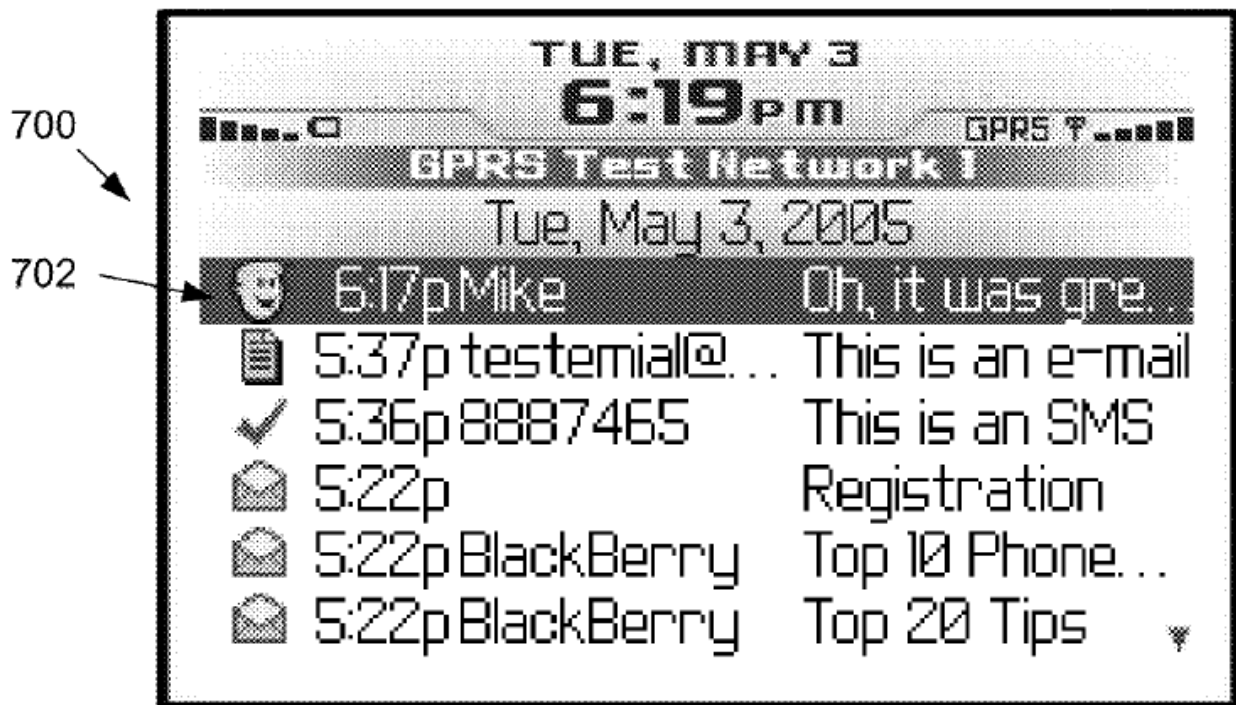 TUE, MAY 3
6:19PM
GPRS
GPRS Test Network 1
Tue, May 3, 2005
6:17p Mike Oh, it was gre...
5:37p testemial@... This is an e-mail
5:36p 8887465 This is an SMS
5:22p Registration
5:22p BlackBerry Top 10 Phone...
5:22p BlackBerry Top 20 Tips
700
702